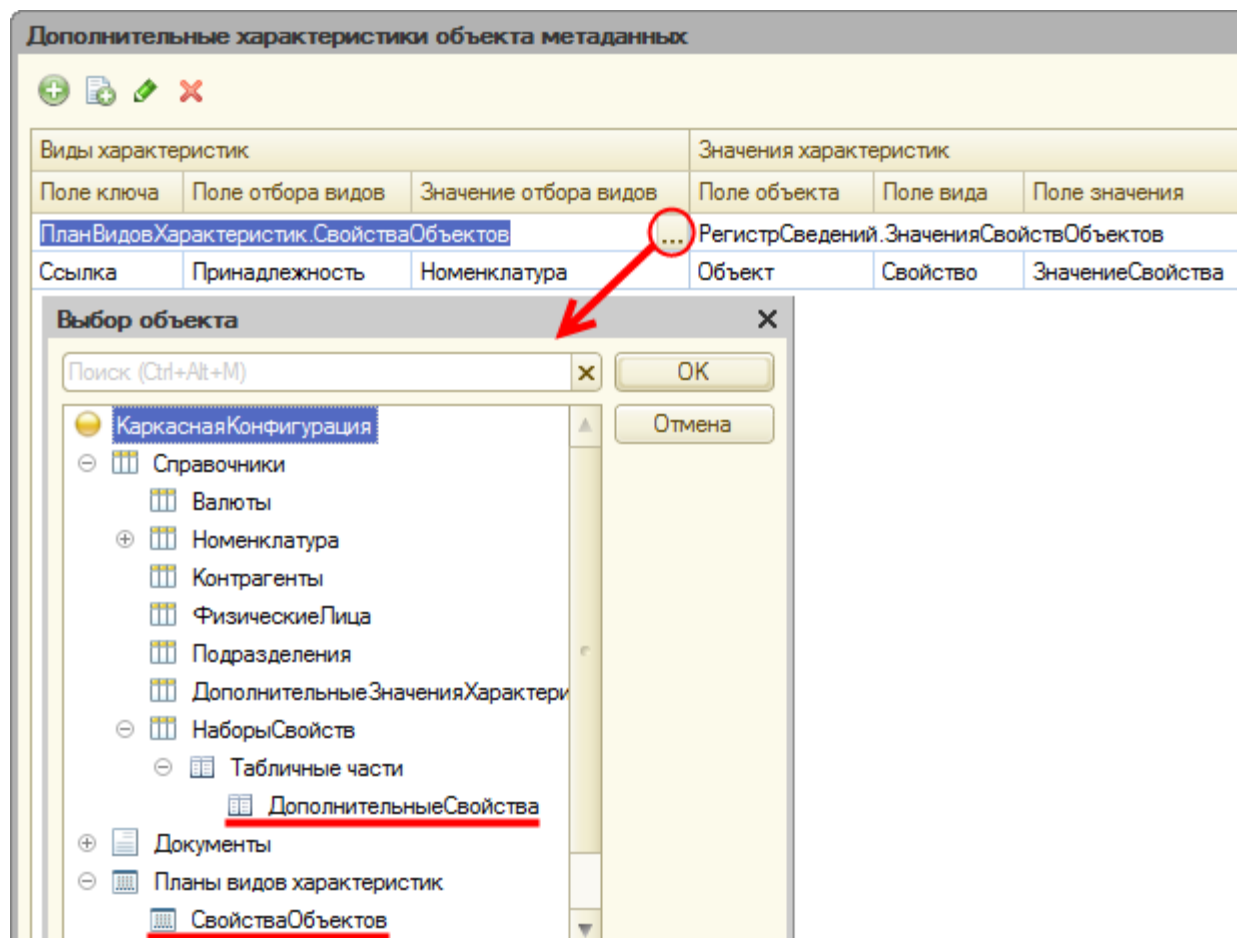 Дополнительные характеристики объекта метаданных
Виды характеристик Значения характеристик
Поле ключа Поле отбора видов Значение отбора видов Поле объекта Поле вида Поле значения
ПланВидовХарактеристик.СвойстваОбъектов ... РегистрСведений.ЗначенияСвойствОбъектов
Ссылка Принадлежность Номенклатура Объект Свойство ЗначениеСвойства
Выбор объекта
Поиск (Ctrl+Alt+M) OK
КаркаснаяКонфигурация Отмена
Справочники
Валюты
Номенклатура
Контрагенты
ФизическиеЛица
Подразделения
ДополнительныеЗначенияХарактери
НаборыСвойств
Табличные части
ДополнительныеСвойства
Документы
Планы видов характеристик
СвойстваОбъектов